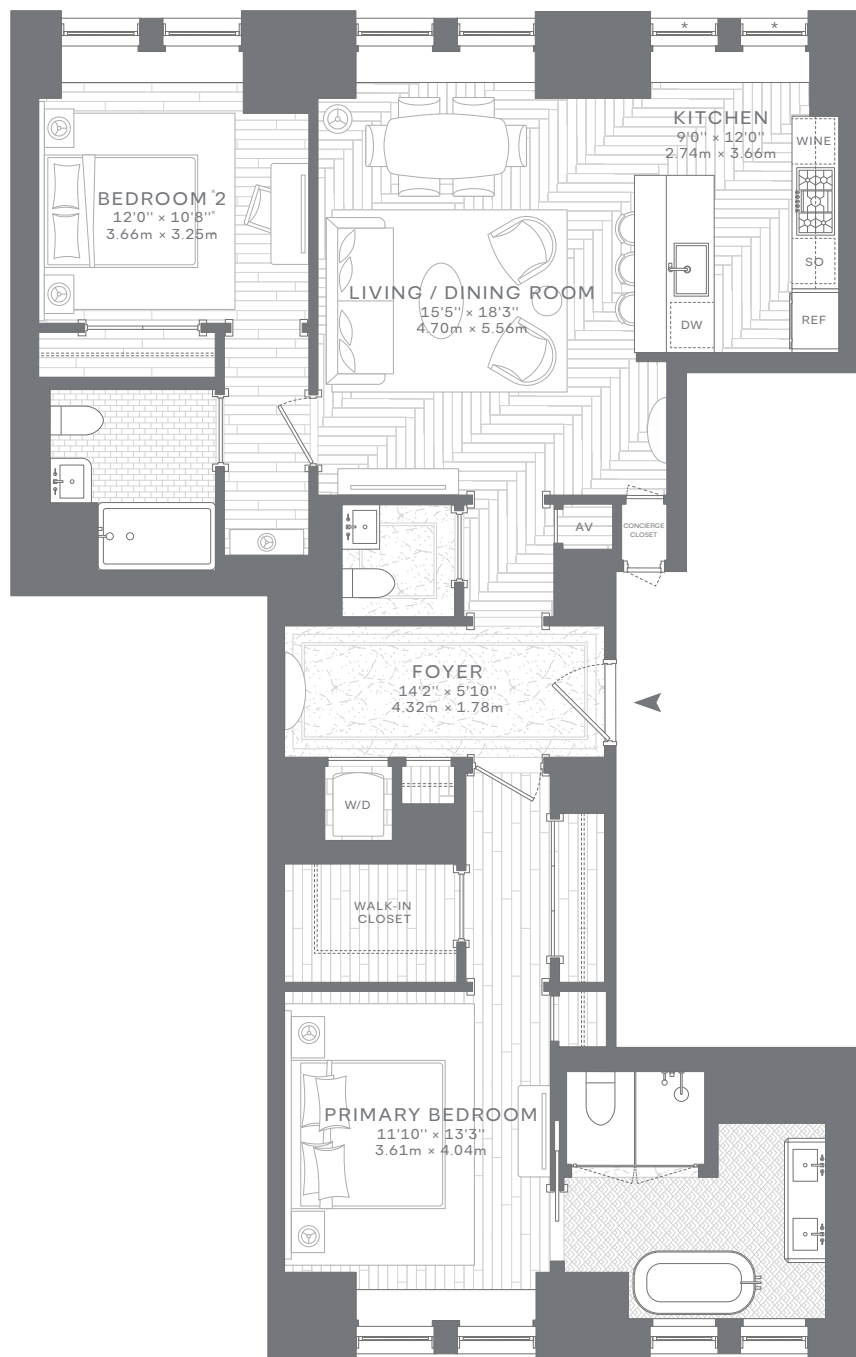 * *
KITCHEN
9'0'' × 12'0''
2.74m × 3.66m
WINE
SO
REF
DW
BEDROOM 2
12'0'' × 10'8''
3.66m × 3.25m
LIVING / DINING ROOM
15'5'' × 18'3''
4.70m × 5.56m
AV
CONCIERGE
CLOSET
FOYER
14'2'' × 5'10''
4.32m × 1.78m
W/D
WALK-IN
CLOSET
PRIMARY BEDROOM
11'10'' × 13'3''
3.61m × 4.04m